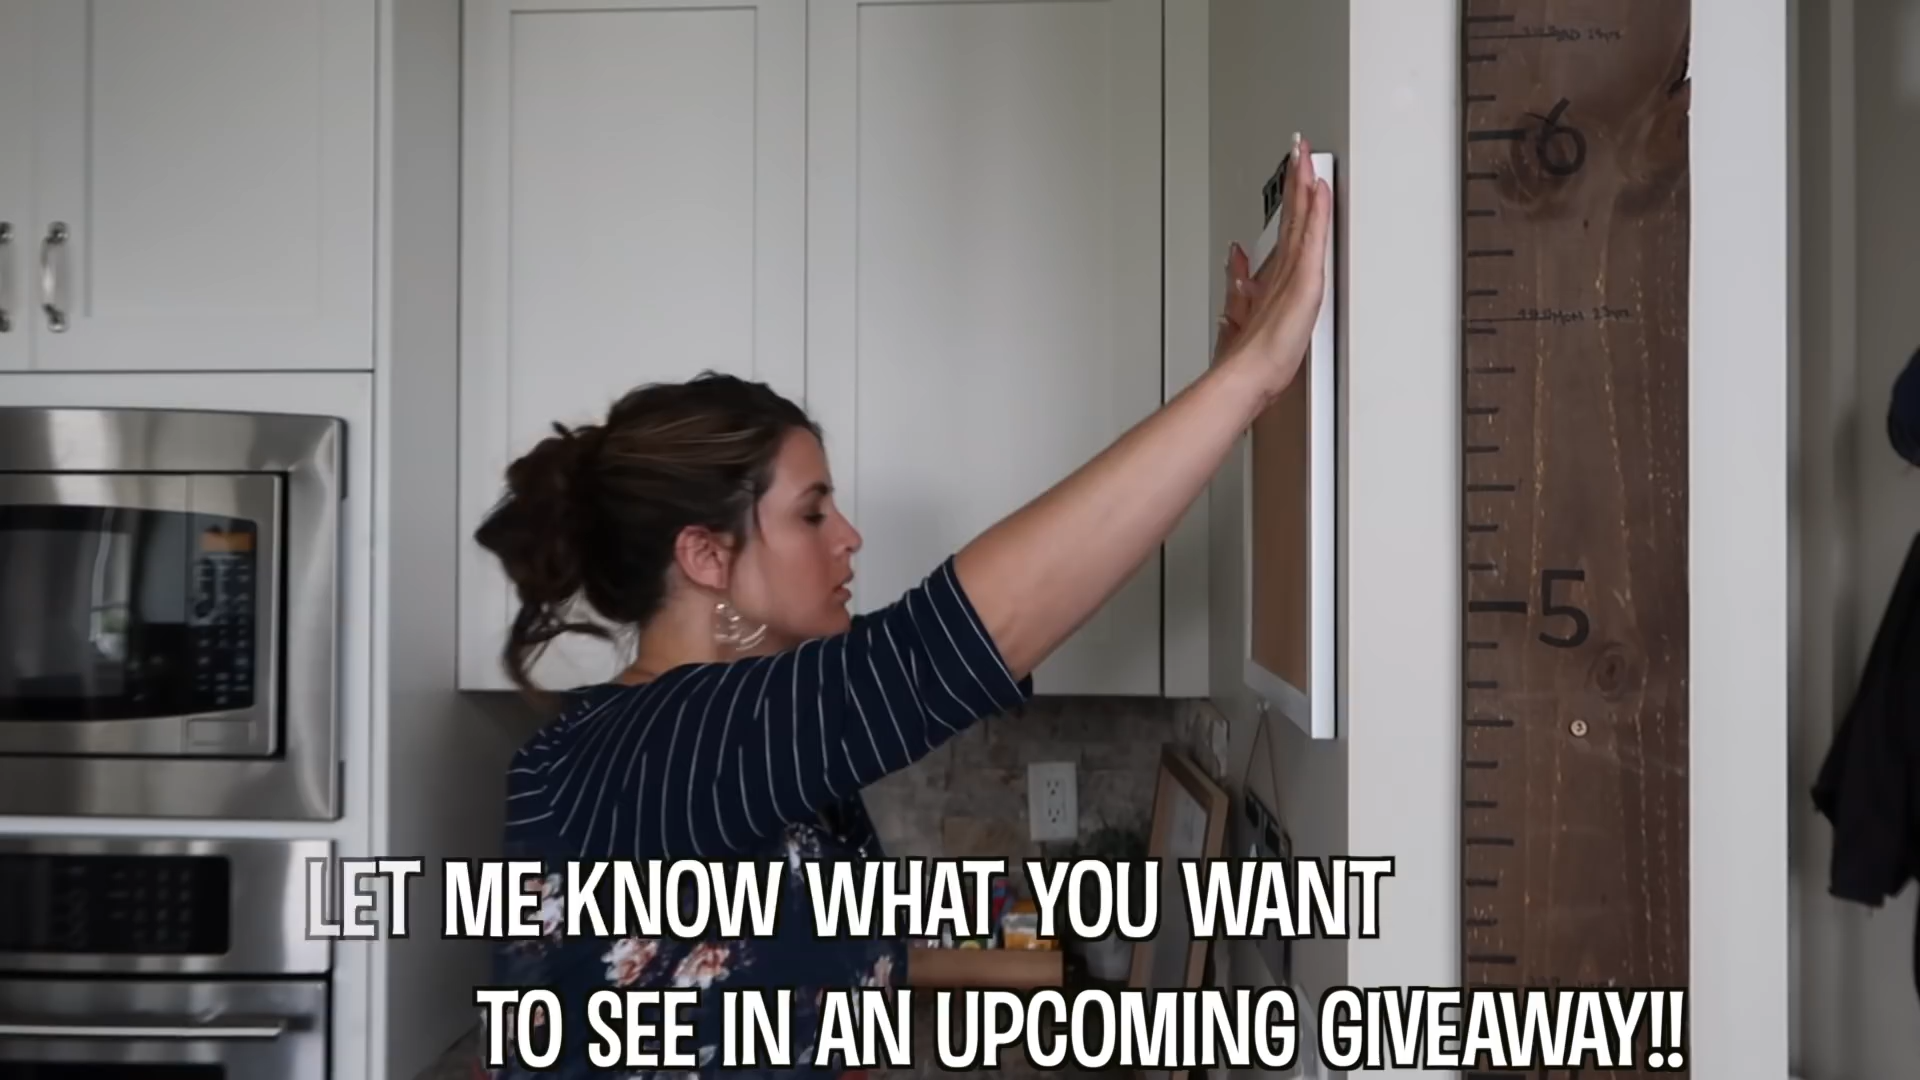 6
5
LET ME KNOW WHAT YOU WANT
TO SEE IN AN UPCOMING GIVEAWAY!!